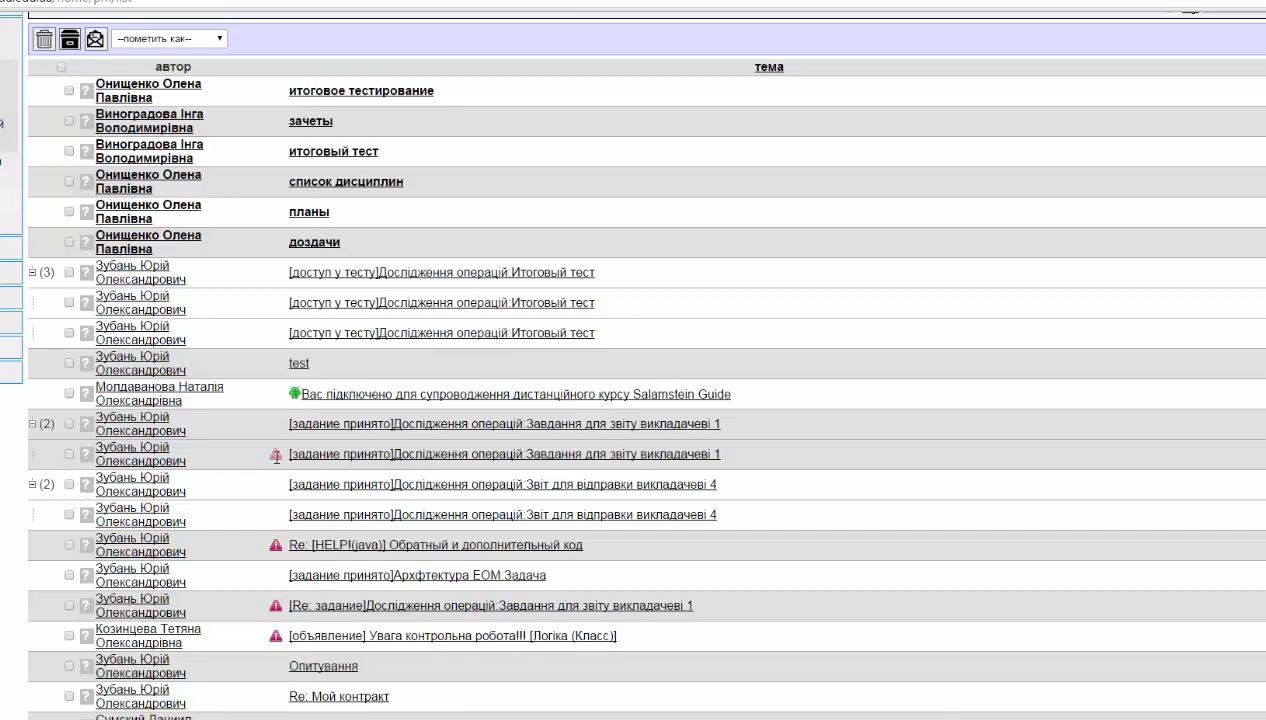 --пометить как--
автор тема
Онищенко Олена
Павлівна
итоговое тестирование
Виноградова Інга
Володимирівна
зачеты
Виноградова Інга
Володимирівна
итоговый тест
Онищенко Олена
Павлівна
список дисциплин
Онищенко Олена
Павлівна
планы
Онищенко Олена
Павлівна
доздачи
(3) Зубань Юрій
Олександрович
[доступ у тесту]Дослідження операцій:Итоговый тест
Зубань Юрій
Олександрович
[доступ у тесту]Дослідження операцій:Итоговый тест
Зубань Юрій
Олександрович
[доступ у тесту]Дослідження операцій:Итоговый тест
Зубань Юрій
Олександрович
test
Молдаванова Наталія
Олександрівна
Вас підключено для супроводження дистанційного курсу Salamstein Guide
(2) Зубань Юрій
Олександрович
[задание принято]Дослідження операцій:Завдання для звіту викладачеві 1
Зубань Юрій
Олександрович
[задание принято]Дослідження операцій:Завдання для звіту викладачеві 1
(2) Зубань Юрій
Олександрович
[задание принято]Дослідження операцій:Звіт для відправки викладачеві 4
Зубань Юрій
Олександрович
[задание принято]Дослідження операцій:Звіт для відправки викладачеві 4
Зубань Юрій
Олександрович
Re: [HELP!(java)] Обратный и дополнительный код
Зубань Юрій
Олександрович
[задание принято]Архфтектура ЕОМ:Задача
Зубань Юрій
Олександрович
[Re: задание]Дослідження операцій:Завдання для звіту викладачеві 1
Козинцева Тетяна
Олександрівна
[объявление] Увага контрольна робота!!! [Логіка (Класс)]
Зубань Юрій
Олександрович
Опитування
Зубань Юрій
Олександрович
Re: Мой контракт